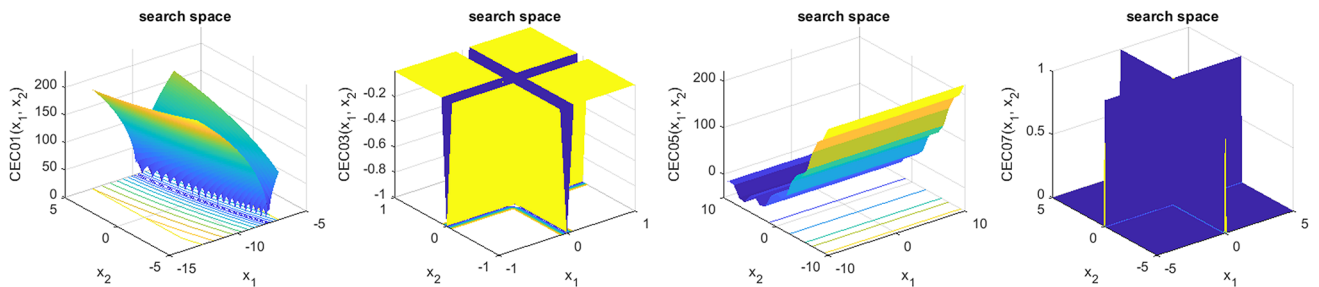 search space
CEC01(x1, x2)
200
150
100
50
0
5
0
-5
x2
-15
-10
-5
x1
search space
CEC03(x1, x2)
-0.2
-0.4
-0.6
-0.8
-1
1
0
-1
x2
-1
0
1
x1
search space
CEC05(x1, x2)
200
100
0
10
0
-10
x2
-10
0
10
x1
search space
CEC07(x1, x2)
1
0.5
0
5
0
-5
x2
-5
0
5
x1